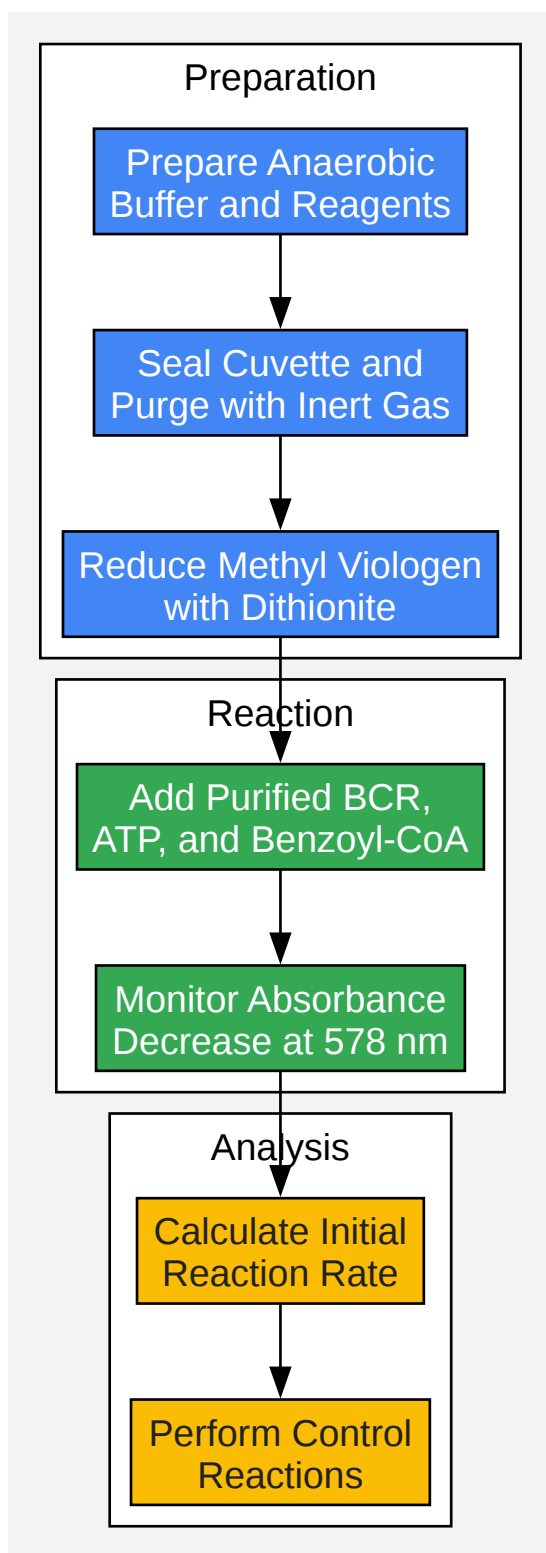 Preparation
Prepare Anaerobic
Buffer and Reagents
Seal Cuvette and
Purge with Inert Gas
Reduce Methyl Viologen
with Dithionite
Reaction
Add Purified BCR,
ATP, and Benzoyl-CoA
Monitor Absorbance
Decrease at 578 nm
Analysis
Calculate Initial
Reaction Rate
Perform Control
Reactions